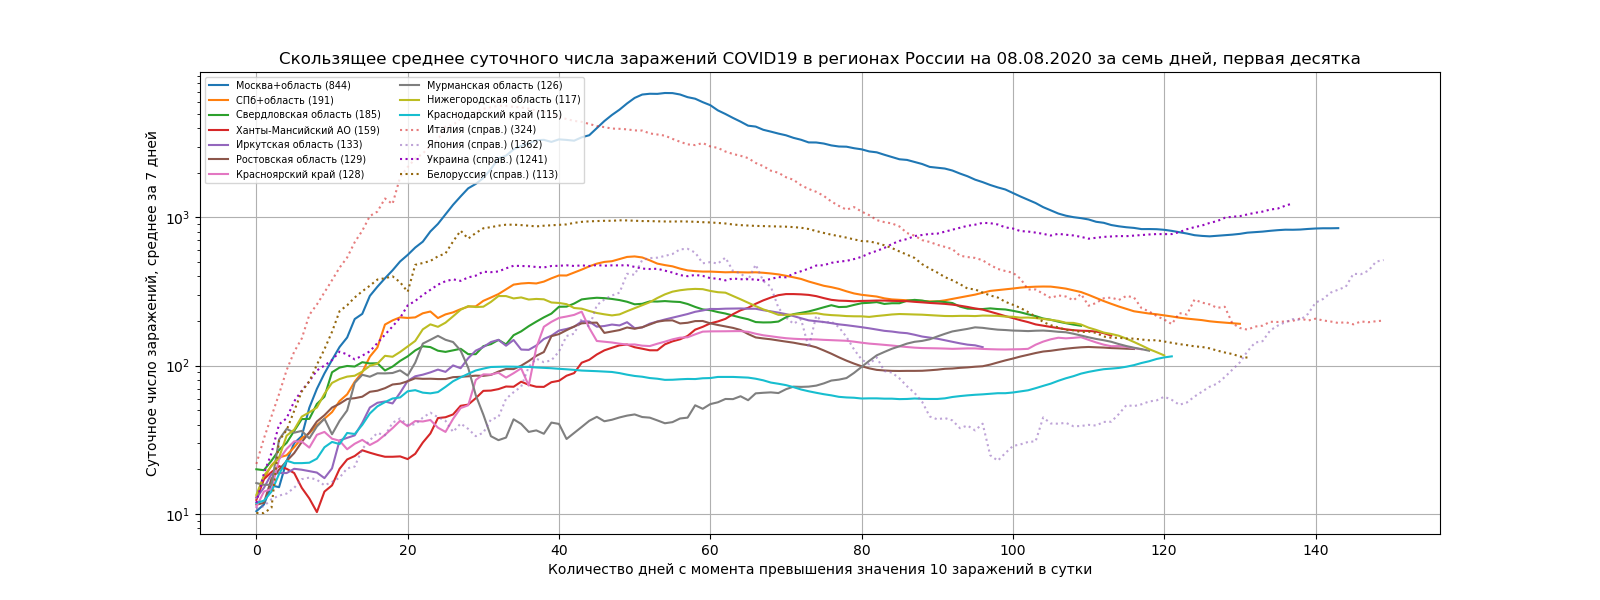 Скользящее среднее суточного числа заражений COVID19 в регионах России на 08.08.2020 за семь дней, первая десятка
Москва+область (844)
СПб+область (191)
Свердловская область (185)
Ханты-Мансийский АО (159)
Иркутская область (133)
Ростовская область (129)
Красноярский край (128)
Мурманская область (126)
Нижегородская область (117)
Краснодарский край (115)
Италия (справ.) (324)
Япония (справ.) (1362)
Украина (справ.) (1241)
Белоруссия (справ.) (113)
Суточное число заражений, среднее за 7 дней
10³
10²
10¹
0 20 40 60 80 100 120 140
Количество дней с момента превышения значения 10 заражений в сутки